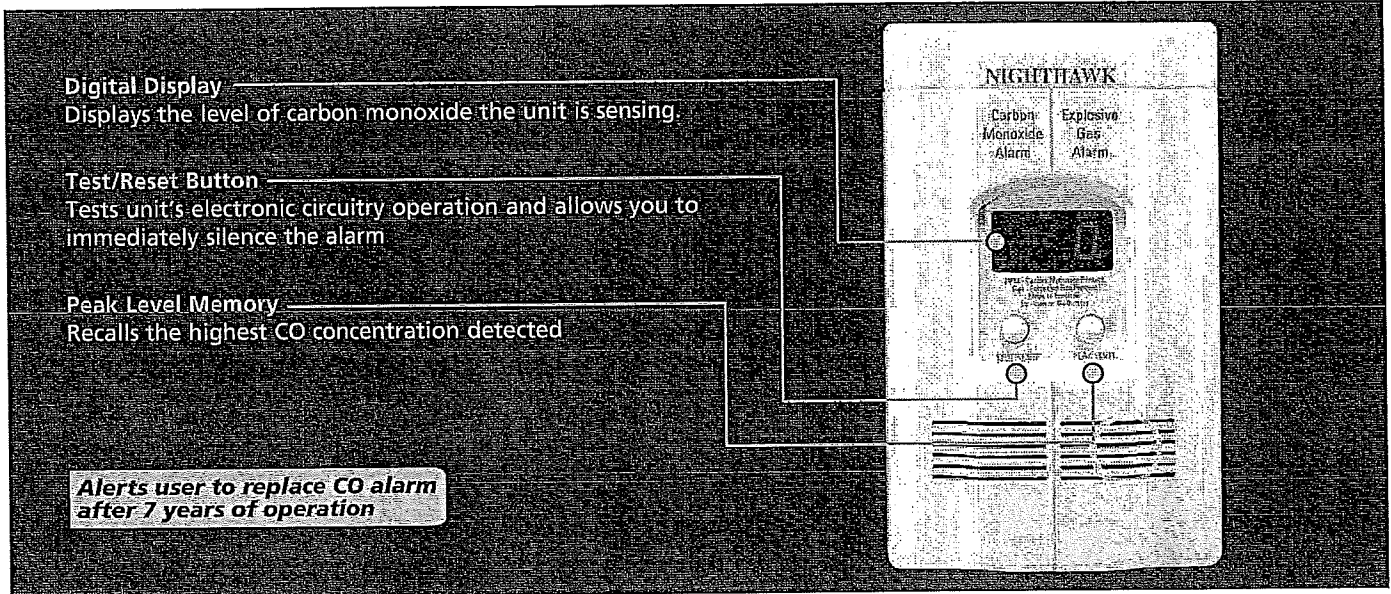 Digital Display
Displays the level of carbon monoxide the unit is sensing.
Test/Reset Button
Tests unit's electronic circuitry operation and allows you to
immediately silence the alarm
Peak Level Memory
Recalls the highest CO concentration detected
Alerts user to replace CO alarm
after 7 years of operation
NIGHTHAWK
Carbon
Monoxide
Alarm
Explosive
Gas
Alarm
0